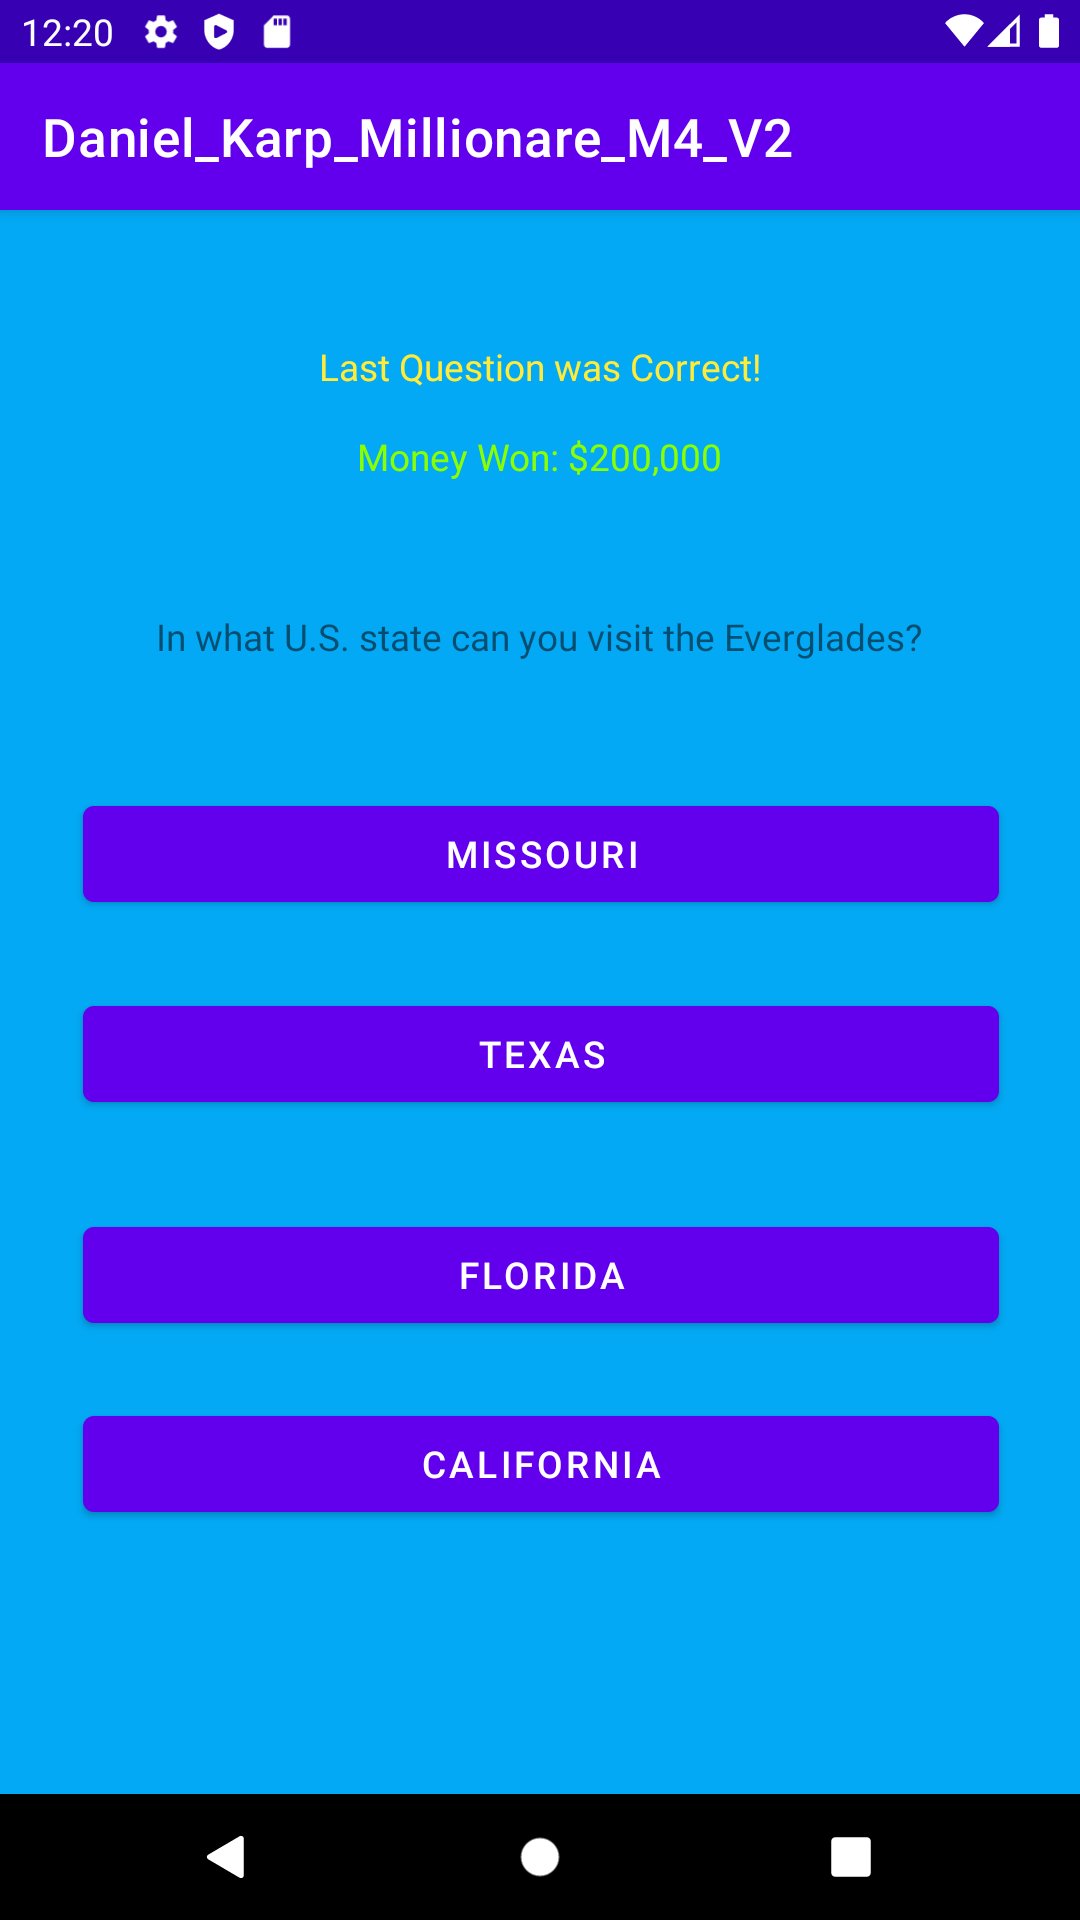 12:20
Daniel_Karp_Millionare_M4_V2
Last Question was Correct!
Money Won: $200,000
In what U.S. state can you visit the Everglades?
MISSOURI
TEXAS
FLORIDA
CALIFORNIA